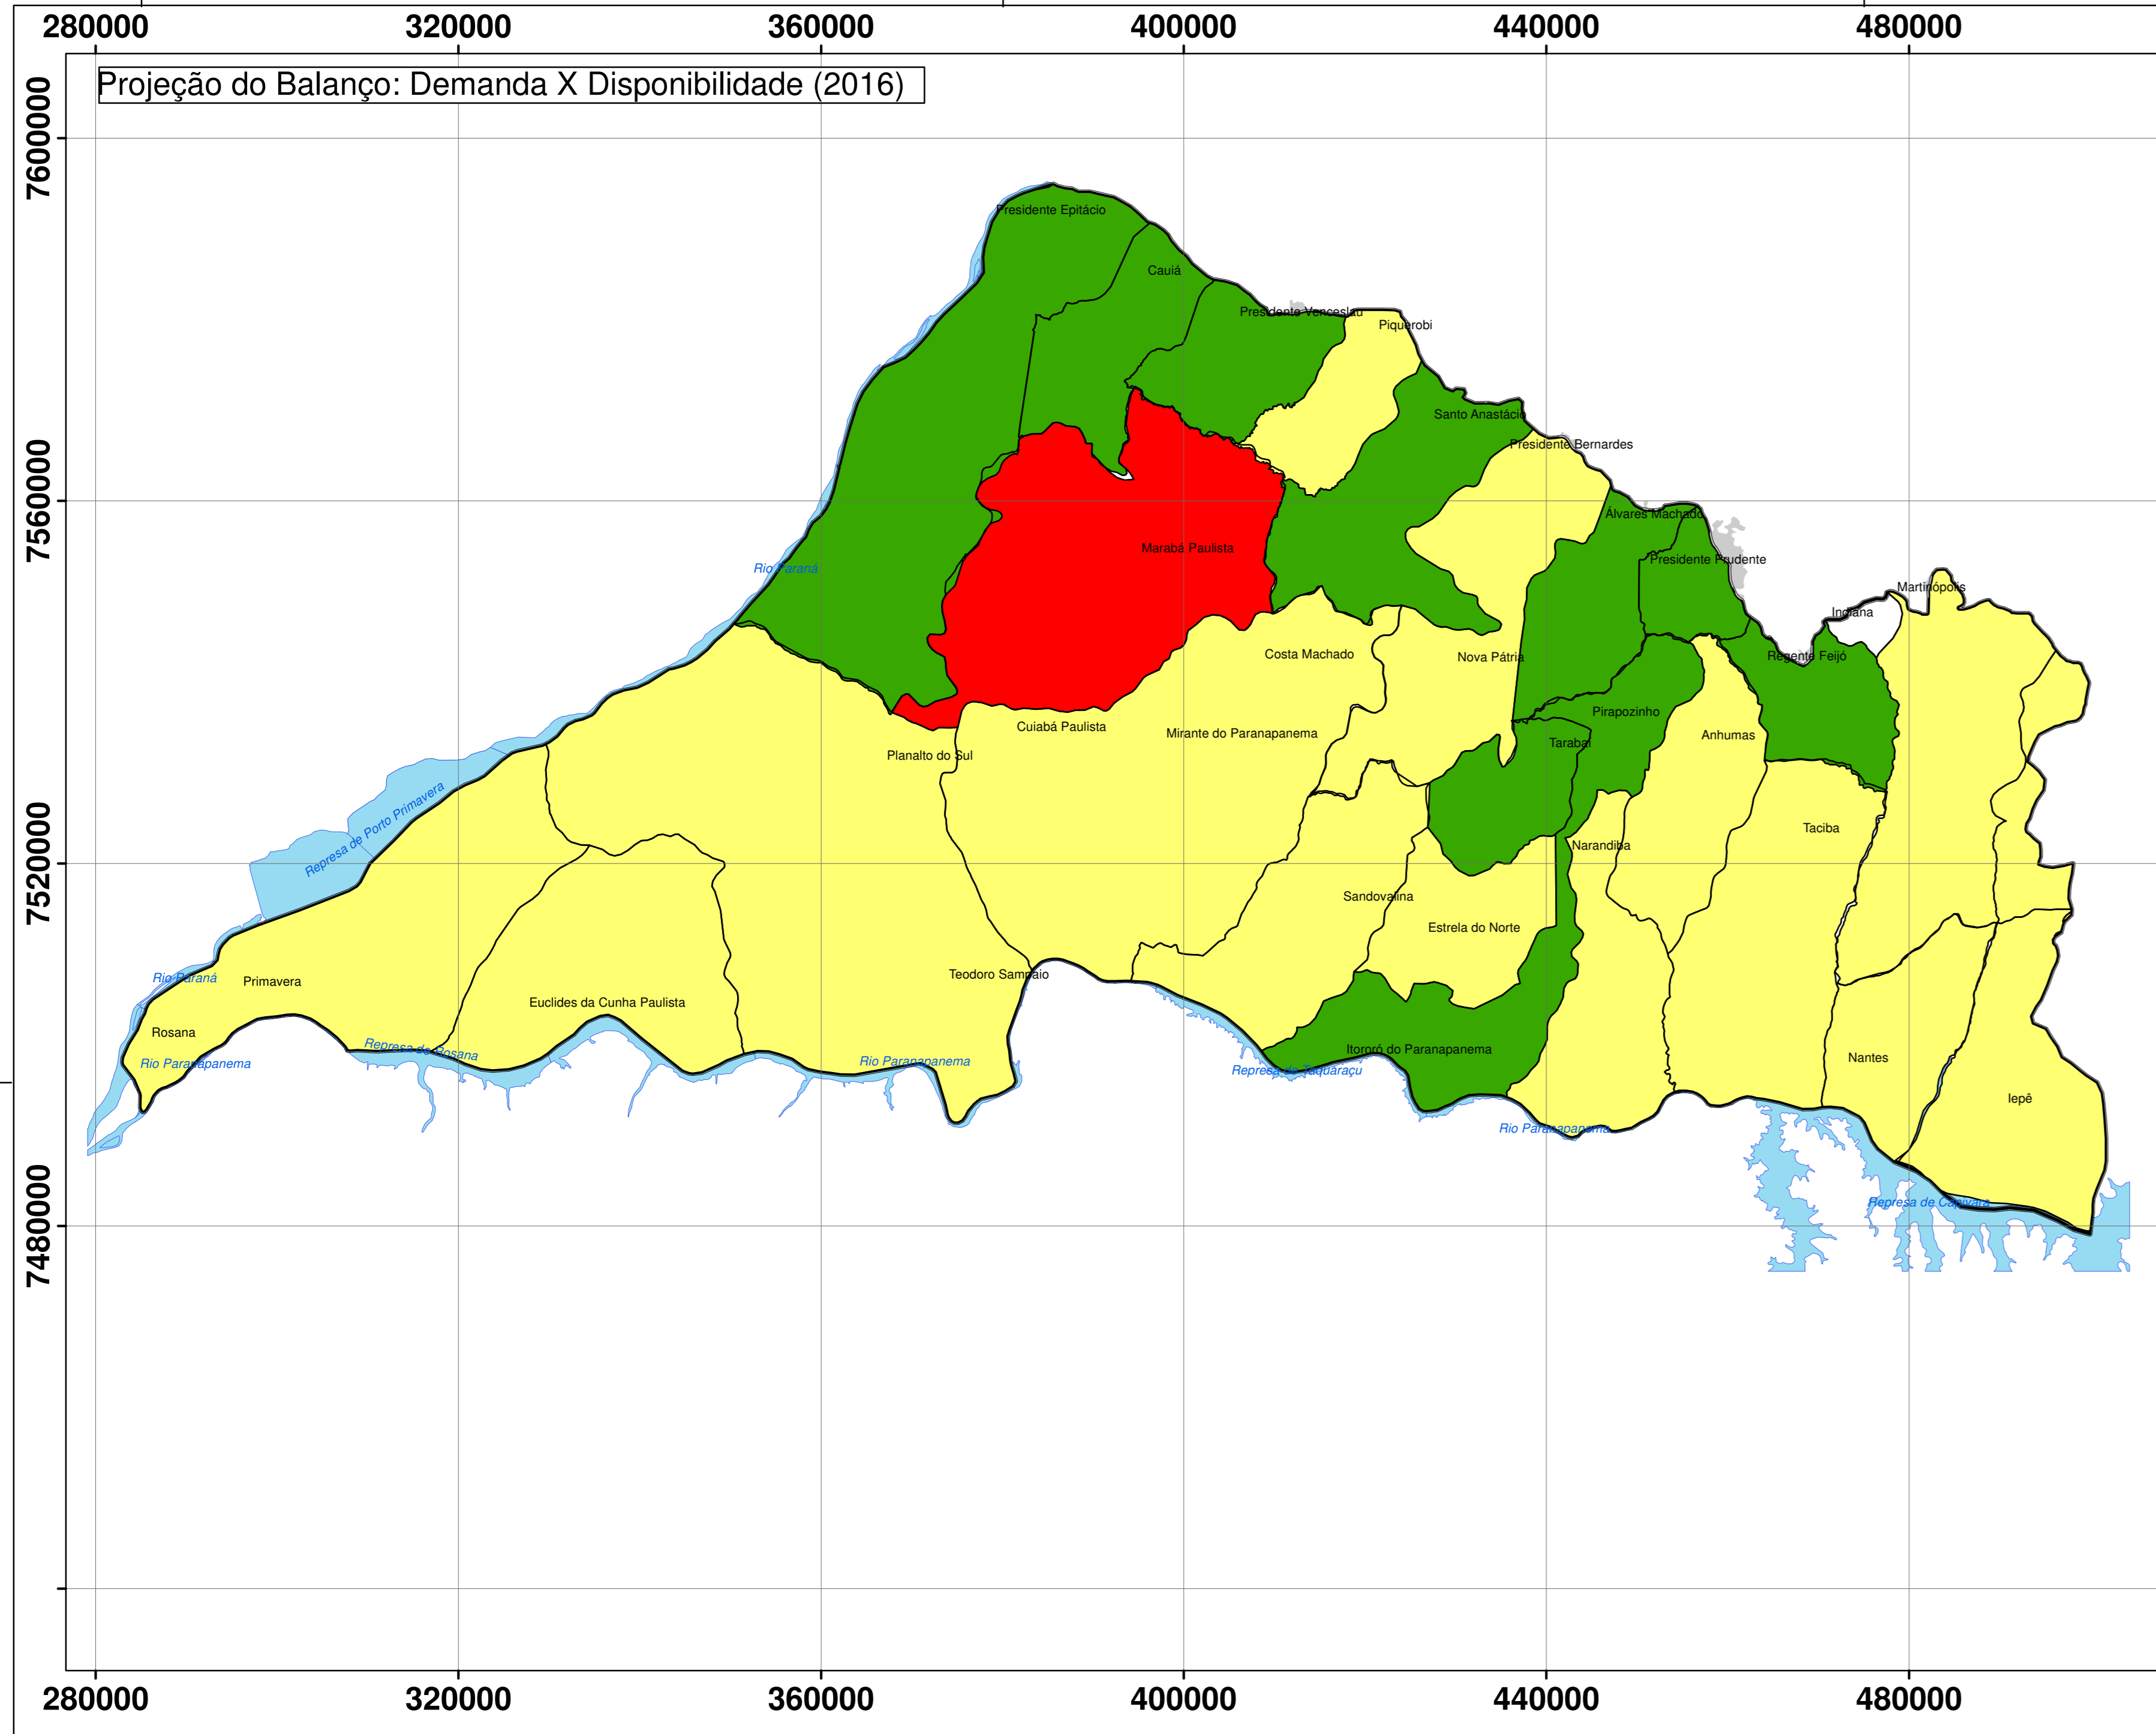 280000 320000 360000 400000 440000 480000
Projeção do Balanço: Demanda X Disponibilidade (2016)
7600000
7560000
7520000
7480000
Presidente Epitácio
Cauiá
Presidente Venceslau
Piquerobi
Santo Anastácio
Presidente Bernardes
Álvares Machado
Marabá Paulista
Presidente Prudente
Rio Paraná
Martinópolis
Indiana
Costa Machado
Nova Pátria
Regente Feijó
Pirapozinho
Cuiabá Paulista
Mirante do Paranapanema
Anhumas
Tarabaí
Planalto do Sul
Represa de Porto Primavera
Taciba
Narandiba
Sandovalina
Estrela do Norte
Teodoro Sampaio
Rio Paraná
Primavera
Euclides da Cunha Paulista
Rosana
Represa de Rosana
Itororó do Paranapanema
Nantes
Rio Paranapanema
Rio Paranapanema
Represa de Taquaraçu
Iepê
Rio Paranapanema
Represa de Capivara
280000 320000 360000 400000 440000 480000